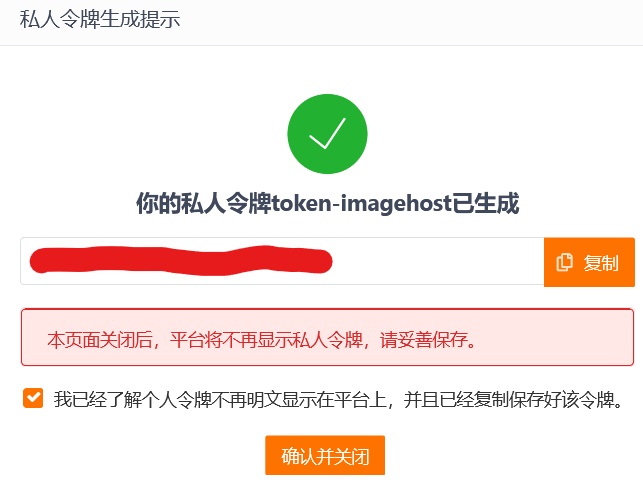 私人令牌生成提示
你的私人令牌token-imagehost已生成
复制
本页面关闭后，平台将不再显示私人令牌，请妥善保存。
我已经了解个人令牌不再明文显示在平台上，并且已经复制保存好该令牌。
确认并关闭